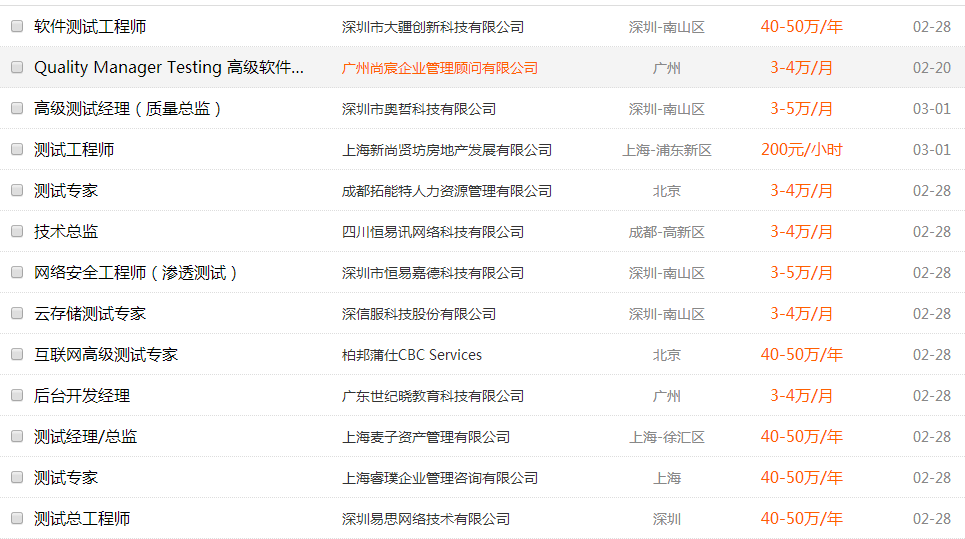 软件测试工程师 深圳市大疆创新科技有限公司 深圳-南山区 40-50万/年 02-28
Quality Manager Testing 高级软件... 广州尚宸企业管理顾问有限公司 广州 3-4万/月 02-20
高级测试经理（质量总监） 深圳市奥哲科技有限公司 深圳-南山区 3-5万/月 03-01
测试工程师 上海新尚贤坊房地产发展有限公司 上海-浦东新区 200元/小时 03-01
测试专家 成都拓能特人力资源管理有限公司 北京 3-4万/月 02-28
技术总监 四川恒易讯网络科技有限公司 成都-高新区 3-4万/月 02-28
网络安全工程师（渗透测试） 深圳市恒易嘉德科技有限公司 深圳-南山区 3-5万/月 02-28
云存储测试专家 深信服科技股份有限公司 深圳-南山区 3-4万/月 02-28
互联网高级测试专家 柏邦蒲仕CBC Services 北京 40-50万/年 02-28
后台开发经理 广东世纪晓教育科技有限公司 广州 3-4万/月 02-28
测试经理/总监 上海麦子资产管理有限公司 上海-徐汇区 40-50万/年 02-28
测试专家 上海睿璞企业管理咨询有限公司 上海 40-50万/年 02-28
测试总工程师 深圳易思网络技术有限公司 深圳 40-50万/年 02-28